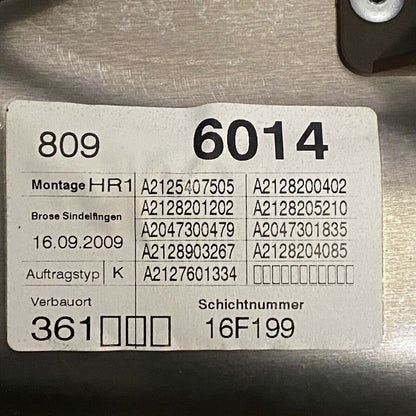 809 6014
Montage HR1 A2125407505 A2128200402
A2128201202 A2128205210
Brose Sindelfingen
A2047300479 A2047301835
16.09.2009
A2128903267 A2128204085
Auftragstyp K A2127601334 □□□□□□□□□□
Verbauort Schichtnummer
361□□□ 16F199